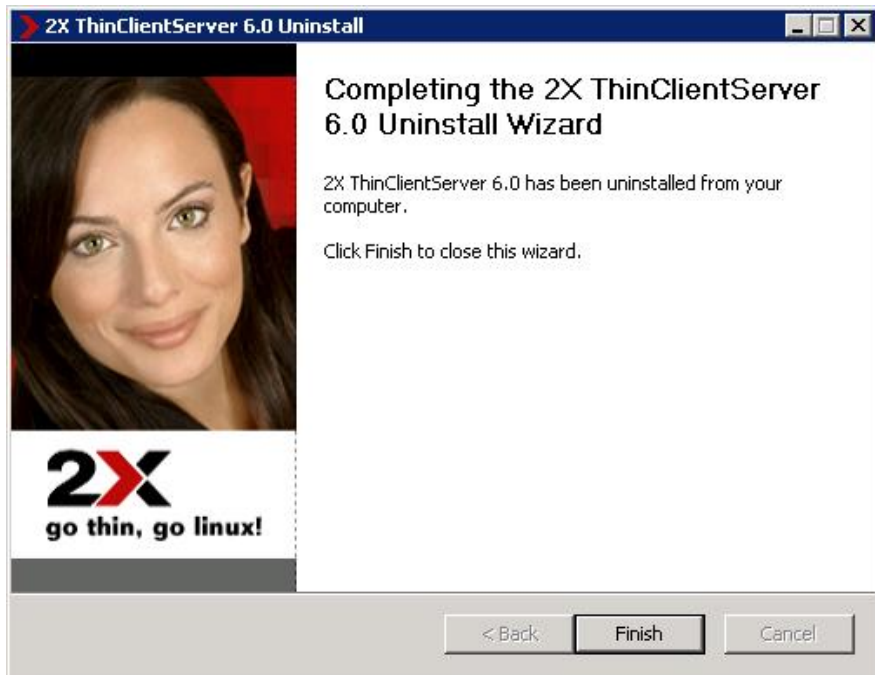 2X ThinClientServer 6.0 Uninstall
Completing the 2X ThinClientServer
6.0 Uninstall Wizard
2X ThinClientServer 6.0 has been uninstalled from your
computer.
Click Finish to close this wizard.
2X
go thin, go linux!
< Back
Finish
Cancel